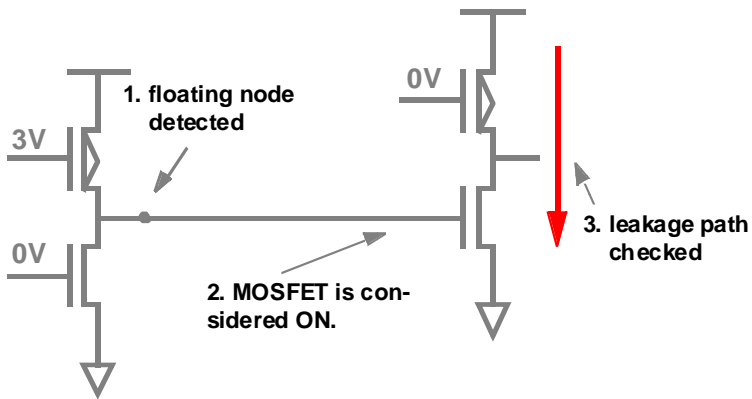 0V
1. floating node
detected
3V
0V
2. MOSFET is con-
sidered ON.
3. leakage path
checked